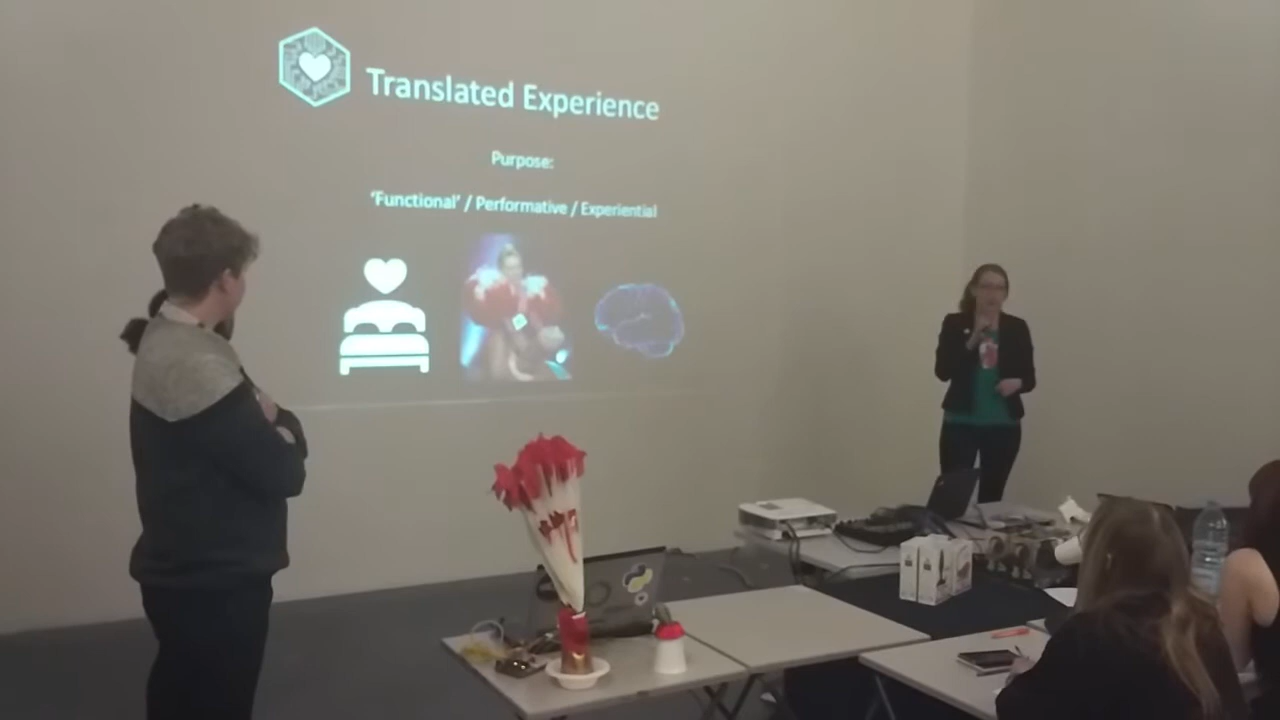 Translated Experience
Purpose:
'Functional' / Performative / Experiential